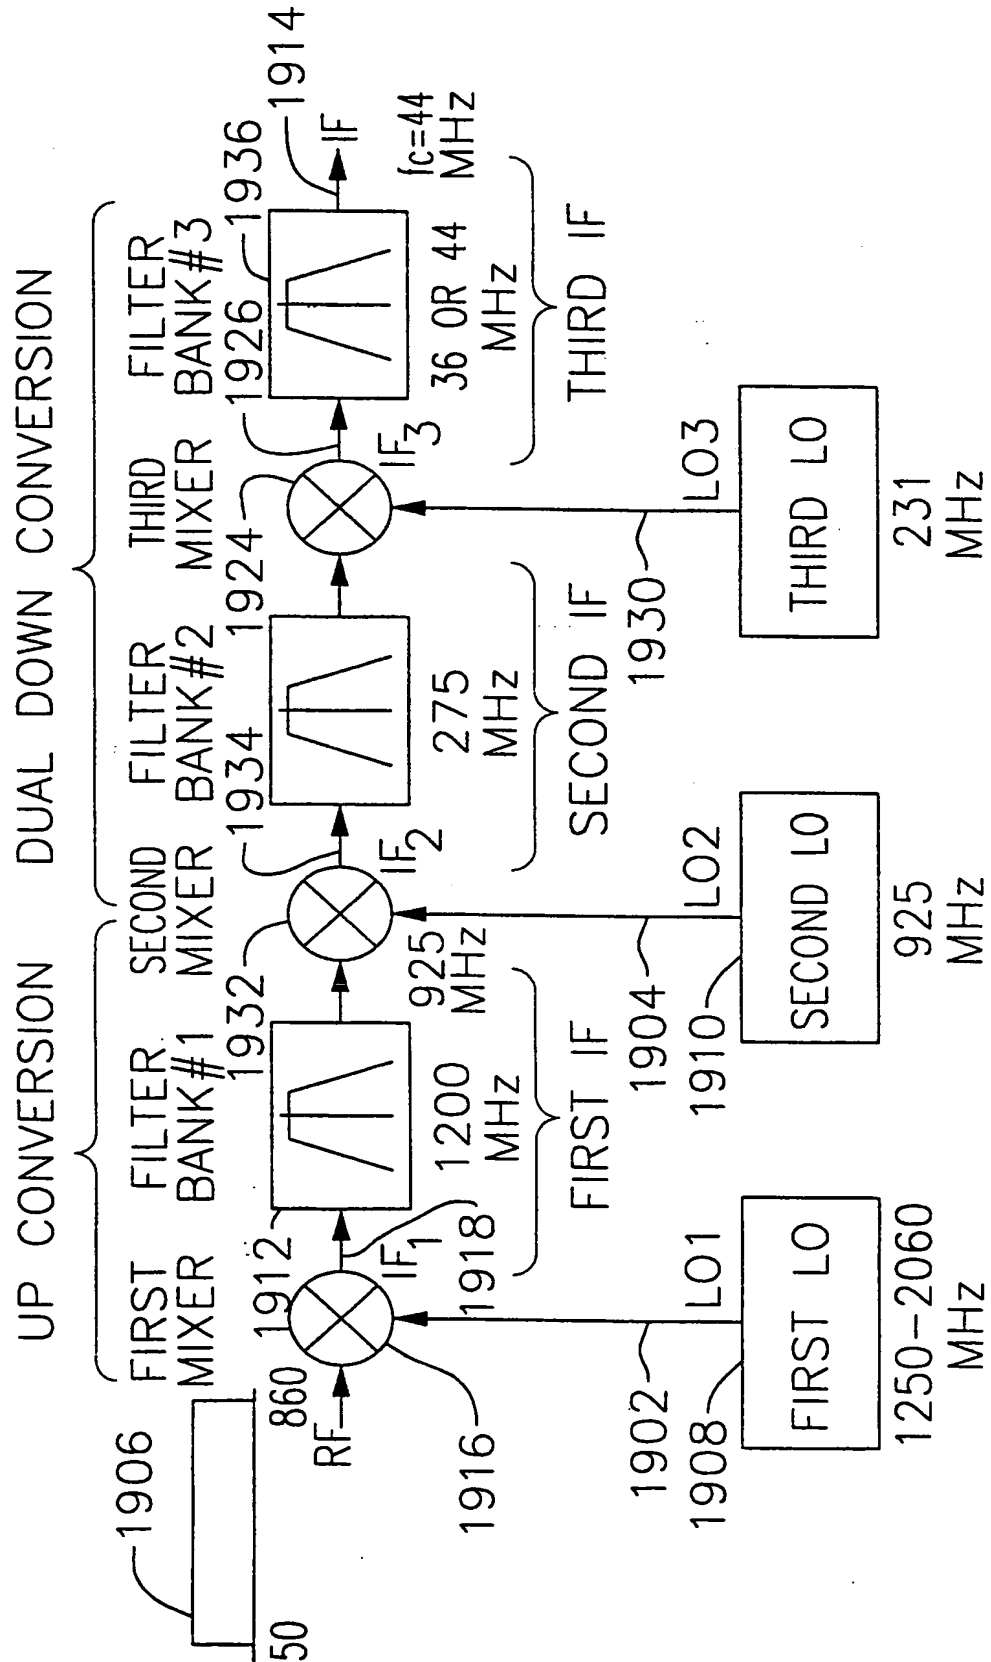 UP CONVERSION
DUAL DOWN CONVERSION
1906
FIRST
MIXER
FILTER
BANK#1
SECOND
MIXER
FILTER
BANK#2
THIRD
MIXER
FILTER
BANK#3
50
860
1912
1932
1934
1924
1926
1936
1914
RF
IF1
IF2
IF3
IF
1916
1918
1200
MHz
925
MHz
275
MHz
36 OR 44
MHz
fc=44
MHz
FIRST IF
SECOND IF
THIRD IF
1902
1904
1930
1908
LO1
1910
LO2
LO3
FIRST LO
SECOND LO
THIRD LO
1250-2060
MHz
925
MHz
231
MHz